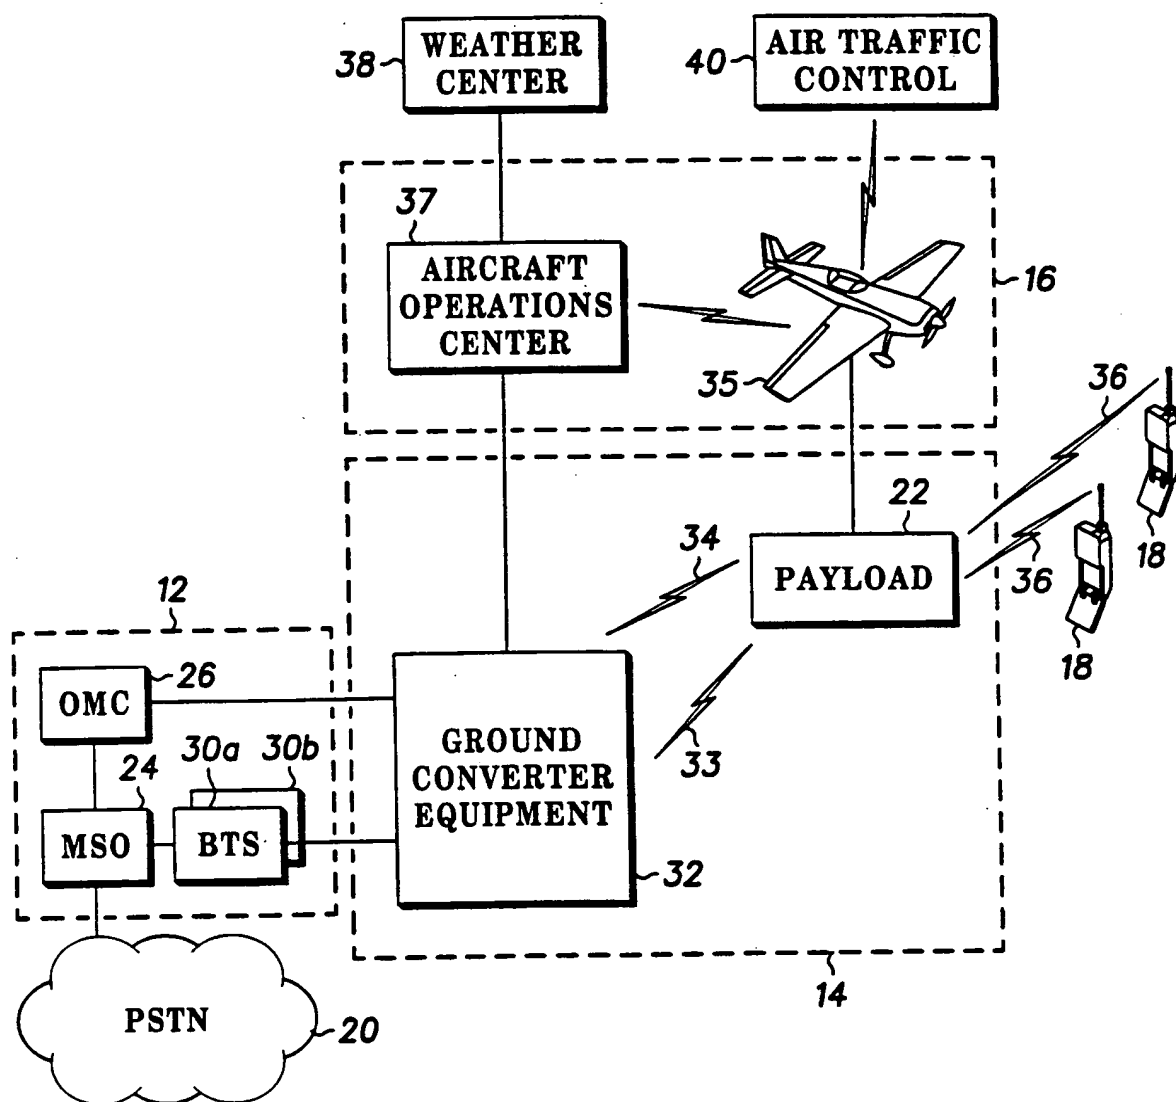 WEATHER
CENTER
38
AIR TRAFFIC
CONTROL
40
37
AIRCRAFT
OPERATIONS
CENTER
16
35
36
36
18
18
22
PAYLOAD
34
33
12
OMC
26
24
30a
30b
MSO
BTS
GROUND
CONVERTER
EQUIPMENT
32
14
PSTN
20